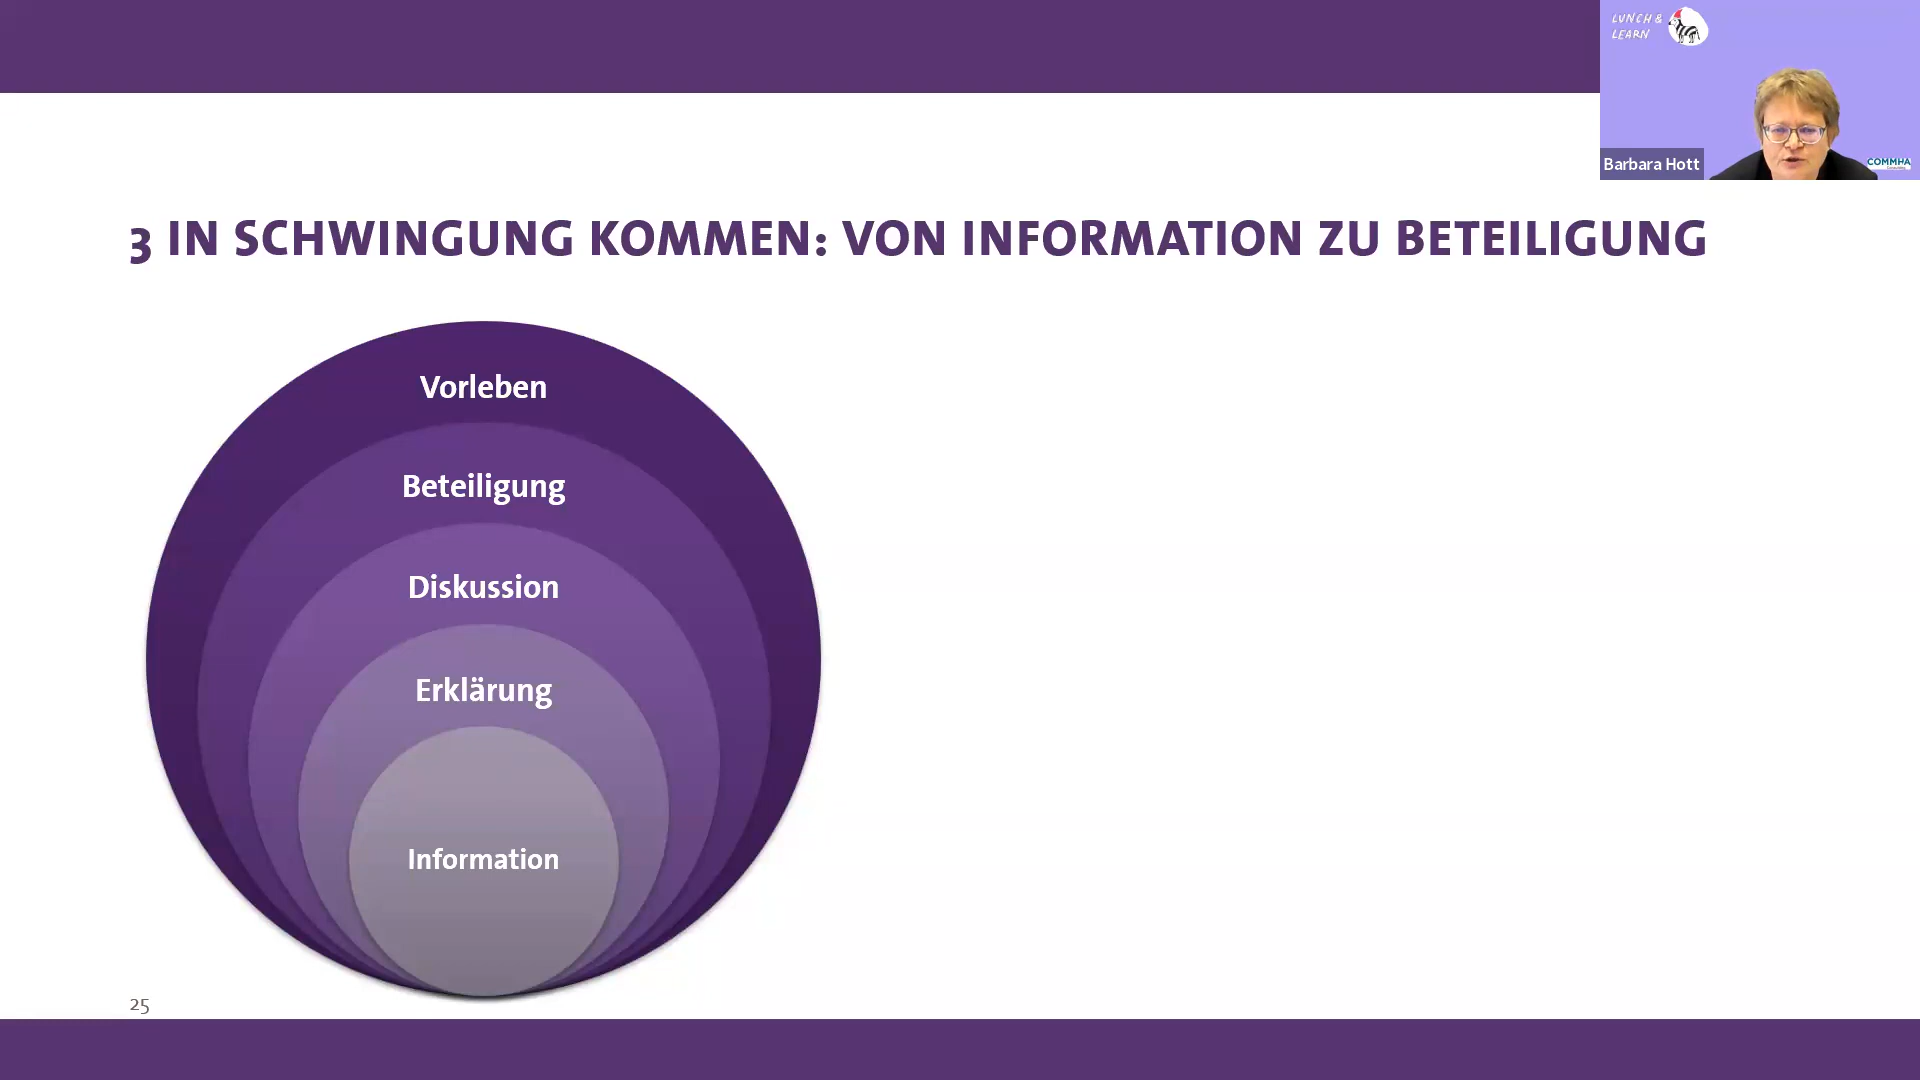 LUNCH &
LEARN
Barbara Hott
COMMHA
3 IN SCHWINGUNG KOMMEN: VON INFORMATION ZU BETEILIGUNG
Vorleben
Beteiligung
Diskussion
Erklärung
Information
25